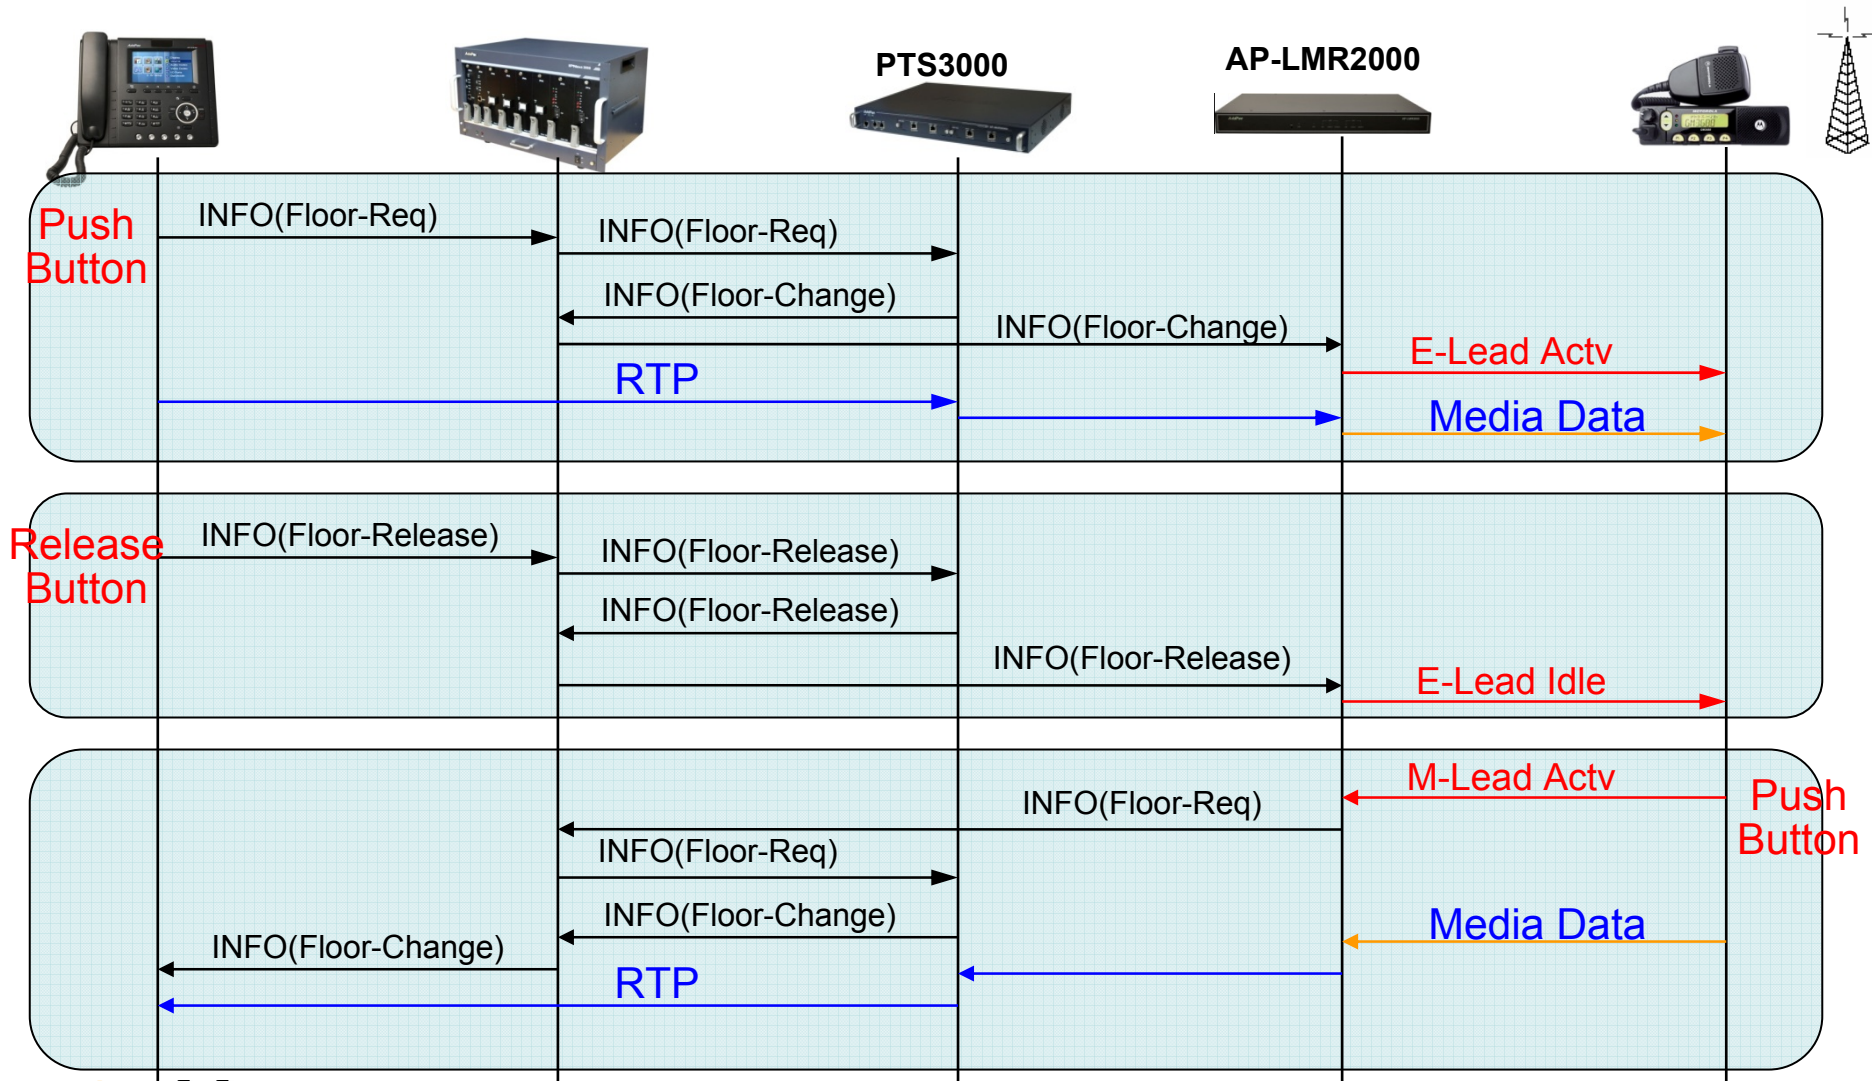 PTS3000
AP-LMR2000
Push
Button
INFO(Floor-Req)
INFO(Floor-Req)
INFO(Floor-Change)
INFO(Floor-Change)
E-Lead Actv
RTP
Media Data
Release
Button
INFO(Floor-Release)
INFO(Floor-Release)
INFO(Floor-Release)
INFO(Floor-Release)
E-Lead Idle
M-Lead Actv
Push
Button
INFO(Floor-Req)
INFO(Floor-Req)
INFO(Floor-Change)
Media Data
INFO(Floor-Change)
RTP